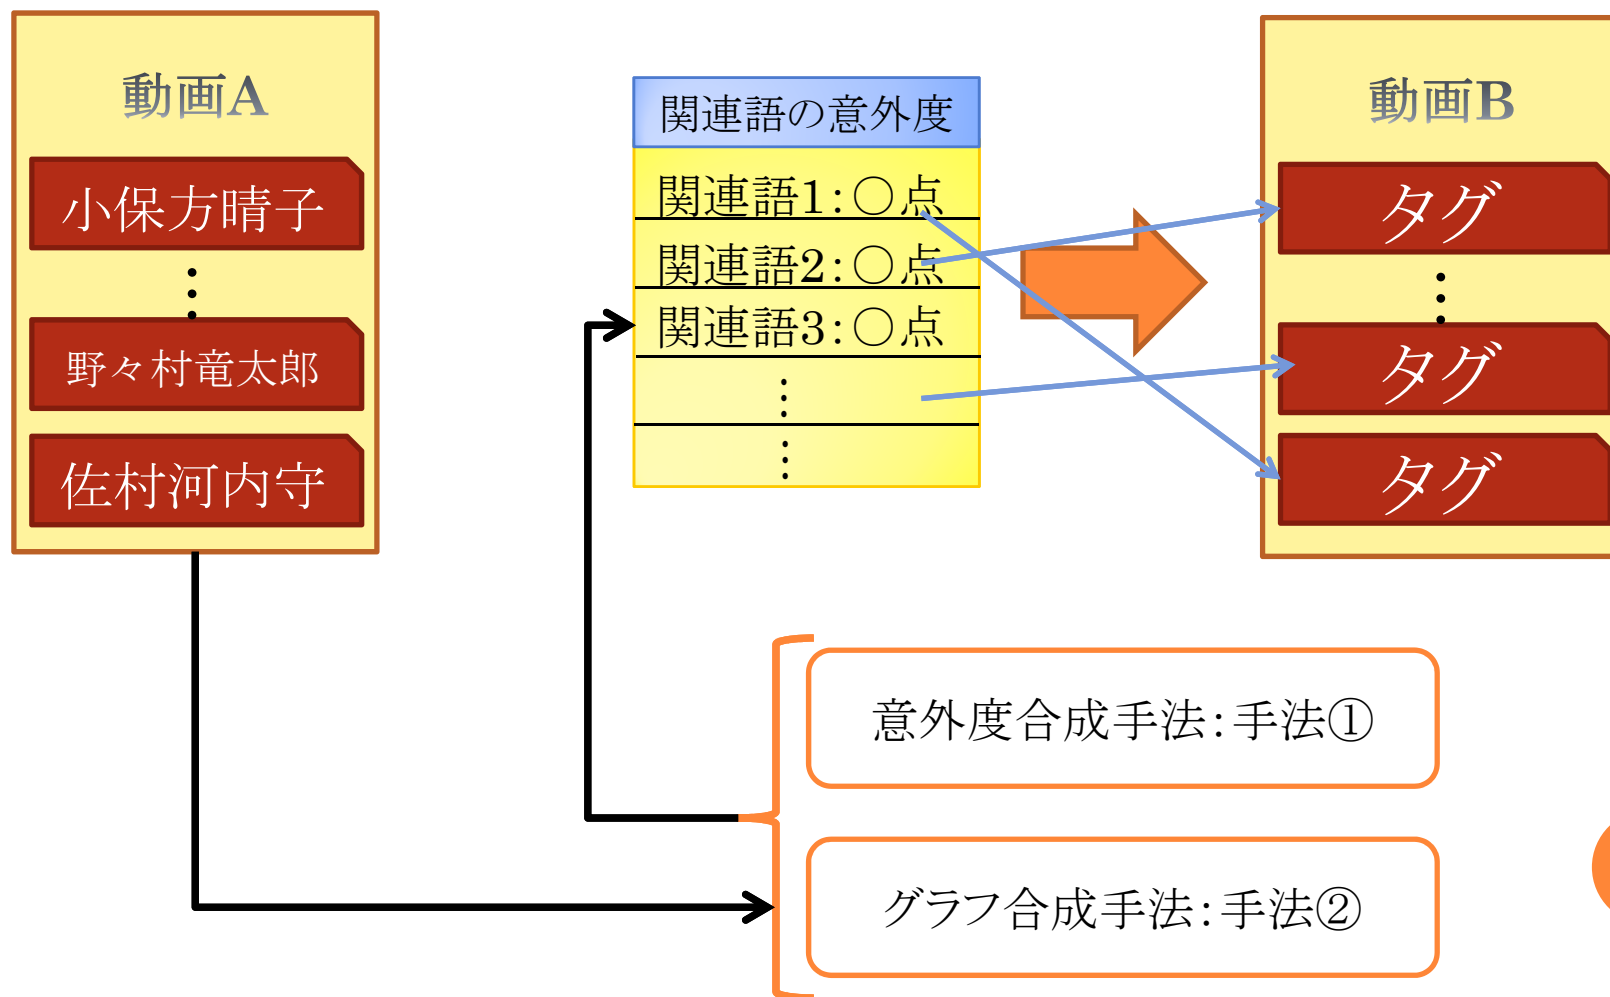 動画A
小保方晴子
⋮
野々村竜太郎
佐村河内守
関連語の意外度
関連語1:○点
関連語2:○点
関連語3:○点
⋮
⋮
動画B
タグ
⋮
タグ
タグ
意外度合成手法:手法①
グラフ合成手法:手法②